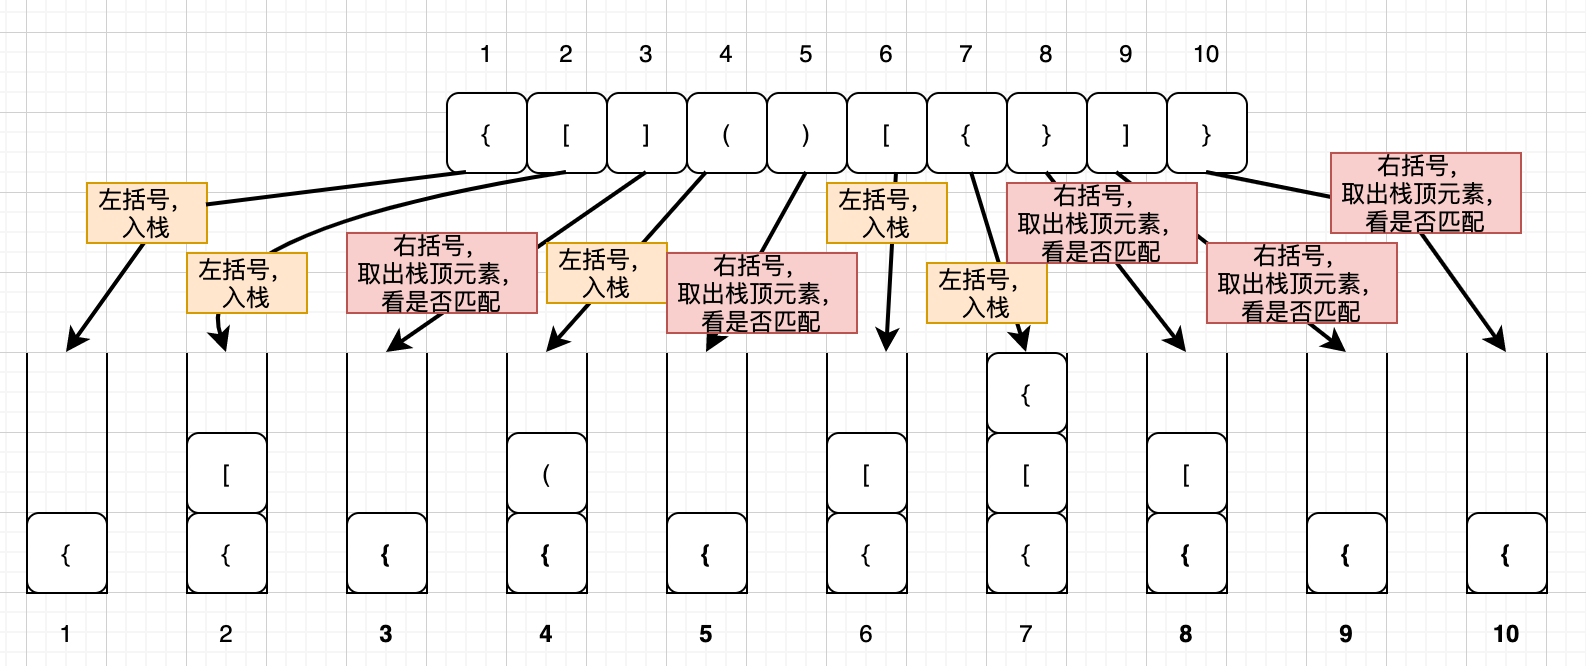 1 2 3 4 5 6 7 8 9 10
{ [ ] ( ) [ { } ] }
左括号，
入栈
左括号，
入栈
右括号，
取出栈顶元素，
看是否匹配
左括号，
入栈
右括号，
取出栈顶元素，
看是否匹配
左括号，
入栈
左括号，
入栈
右括号，
取出栈顶元素，
看是否匹配
右括号，
取出栈顶元素，
看是否匹配
右括号，
取出栈顶元素，
看是否匹配
{
[ ( [ [ [
{ { { { { { { { { {
1 2 3 4 5 6 7 8 9 10